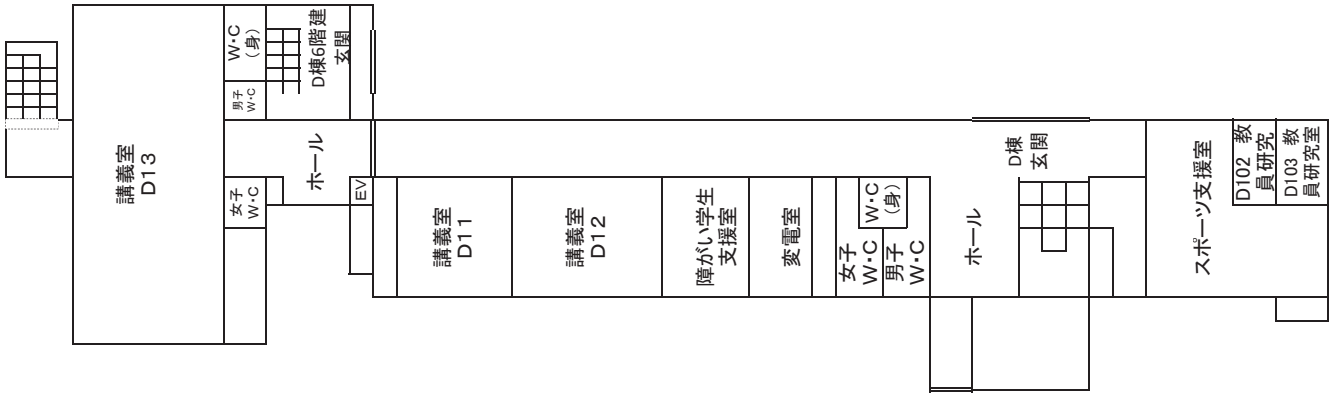 講義室
D13
W・C
(身)
男子
W・C
女子
W・C
D棟6階建
玄関
ホール
EV
講義室
D11
講義室
D12
障がい学生
支援室
変電室
女子
W・C
W・C
(身)
男子
W・C
ホール
D棟
玄関
スポーツ支援室
D102 教
員研究
D103 教
員研究室